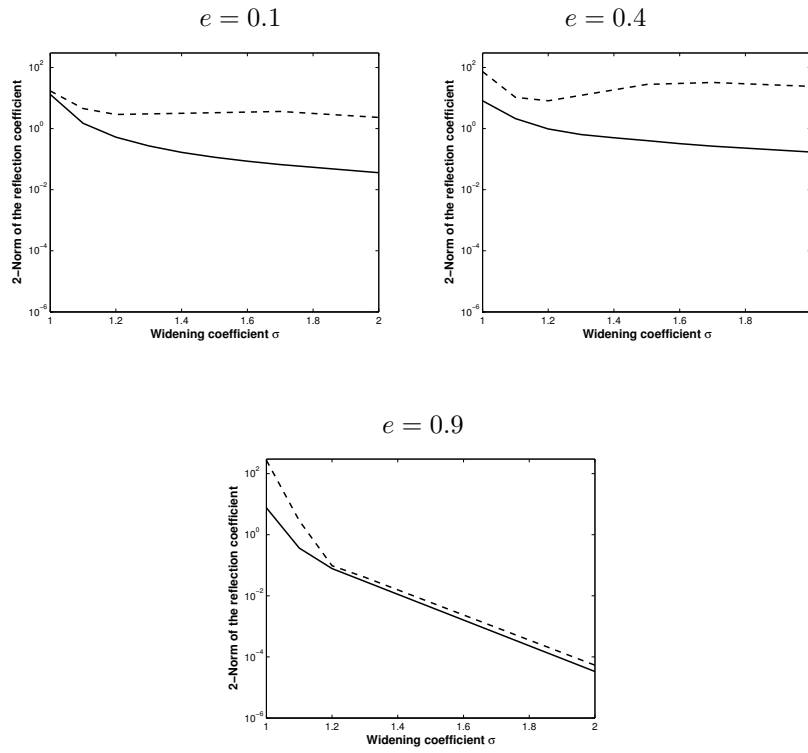 e = 0.1
2−Norm of the reflection coefficient
10^2
10^0
10^−2
10^−4
10^−6
1 1.2 1.4 1.6 1.8 2
Widening coefficient σ
e = 0.4
2−Norm of the reflection coefficient
10^2
10^0
10^−2
10^−4
10^−6
1 1.2 1.4 1.6 1.8
Widening coefficient σ
e = 0.9
2−Norm of the reflection coefficient
10^2
10^0
10^−2
10^−4
10^−6
1 1.2 1.4 1.6 1.8 2
Widening coefficient σ